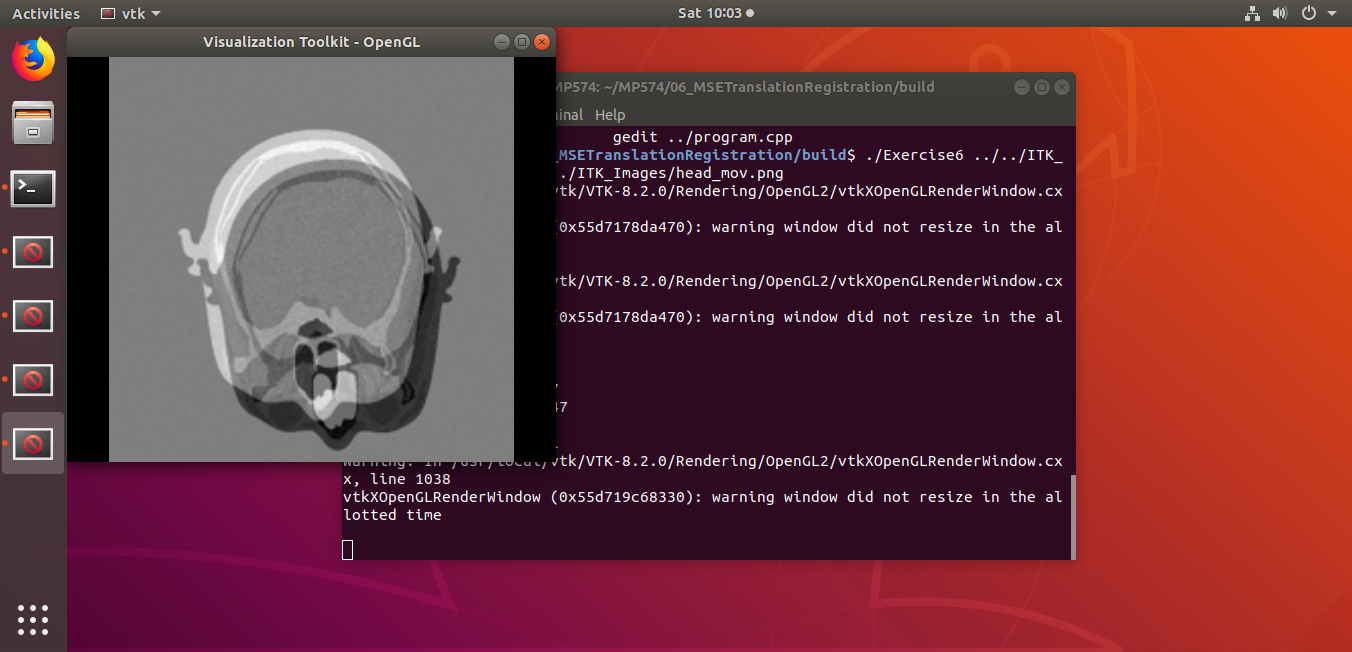 Activities
vtk
Sat 10:03
Visualization Toolkit - OpenGL
MP574: ~/MP574/06_MSETranslationRegistration/build
Help
gedit ../program.cpp
_MSETranslationRegistration/build$ ./Exercise6 ../../ITK_
./ITK_Images/head_mov.png
vtk/VTK-8.2.0/Rendering/OpenGL2/vtkXOpenGLRenderWindow.cx
(0x55d7178da470): warning window did not resize in the al
vtk/VTK-8.2.0/Rendering/OpenGL2/vtkXOpenGLRenderWindow.cx
(0x55d7178da470): warning window did not resize in the al
47
Warning: In /usr/local/vtk/VTK-8.2.0/Rendering/OpenGL2/vtkXOpenGLRenderWindow.cx
x, line 1038
vtkXOpenGLRenderWindow (0x55d719c68330): warning window did not resize in the al
lotted time